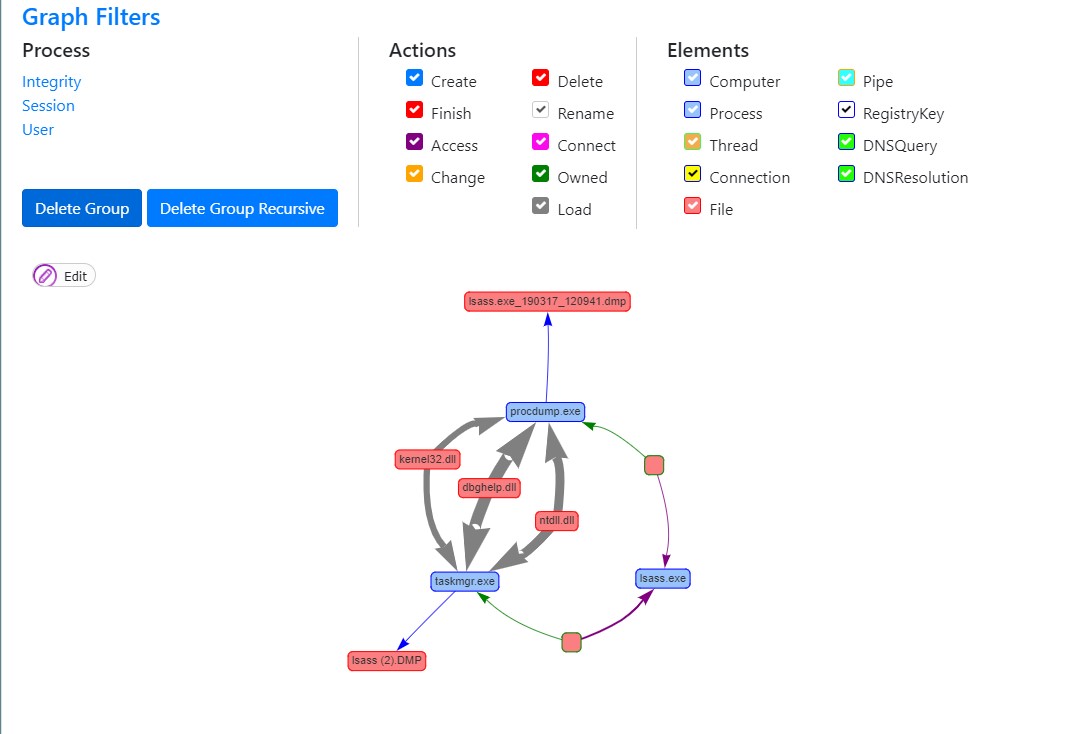 Graph Filters
Process
Integrity
Session
User
Delete Group
Delete Group Recursive
Actions
Create
Finish
Access
Change
Delete
Rename
Connect
Owned
Load
Elements
Computer
Process
Thread
Connection
File
Pipe
RegistryKey
DNSQuery
DNSResolution
Edit
lsass.exe_190317_120941.dmp
procdump.exe
kernel32.dll
dbghelp.dll
ntdll.dll
taskmgr.exe
lsass.exe
lsass (2).DMP